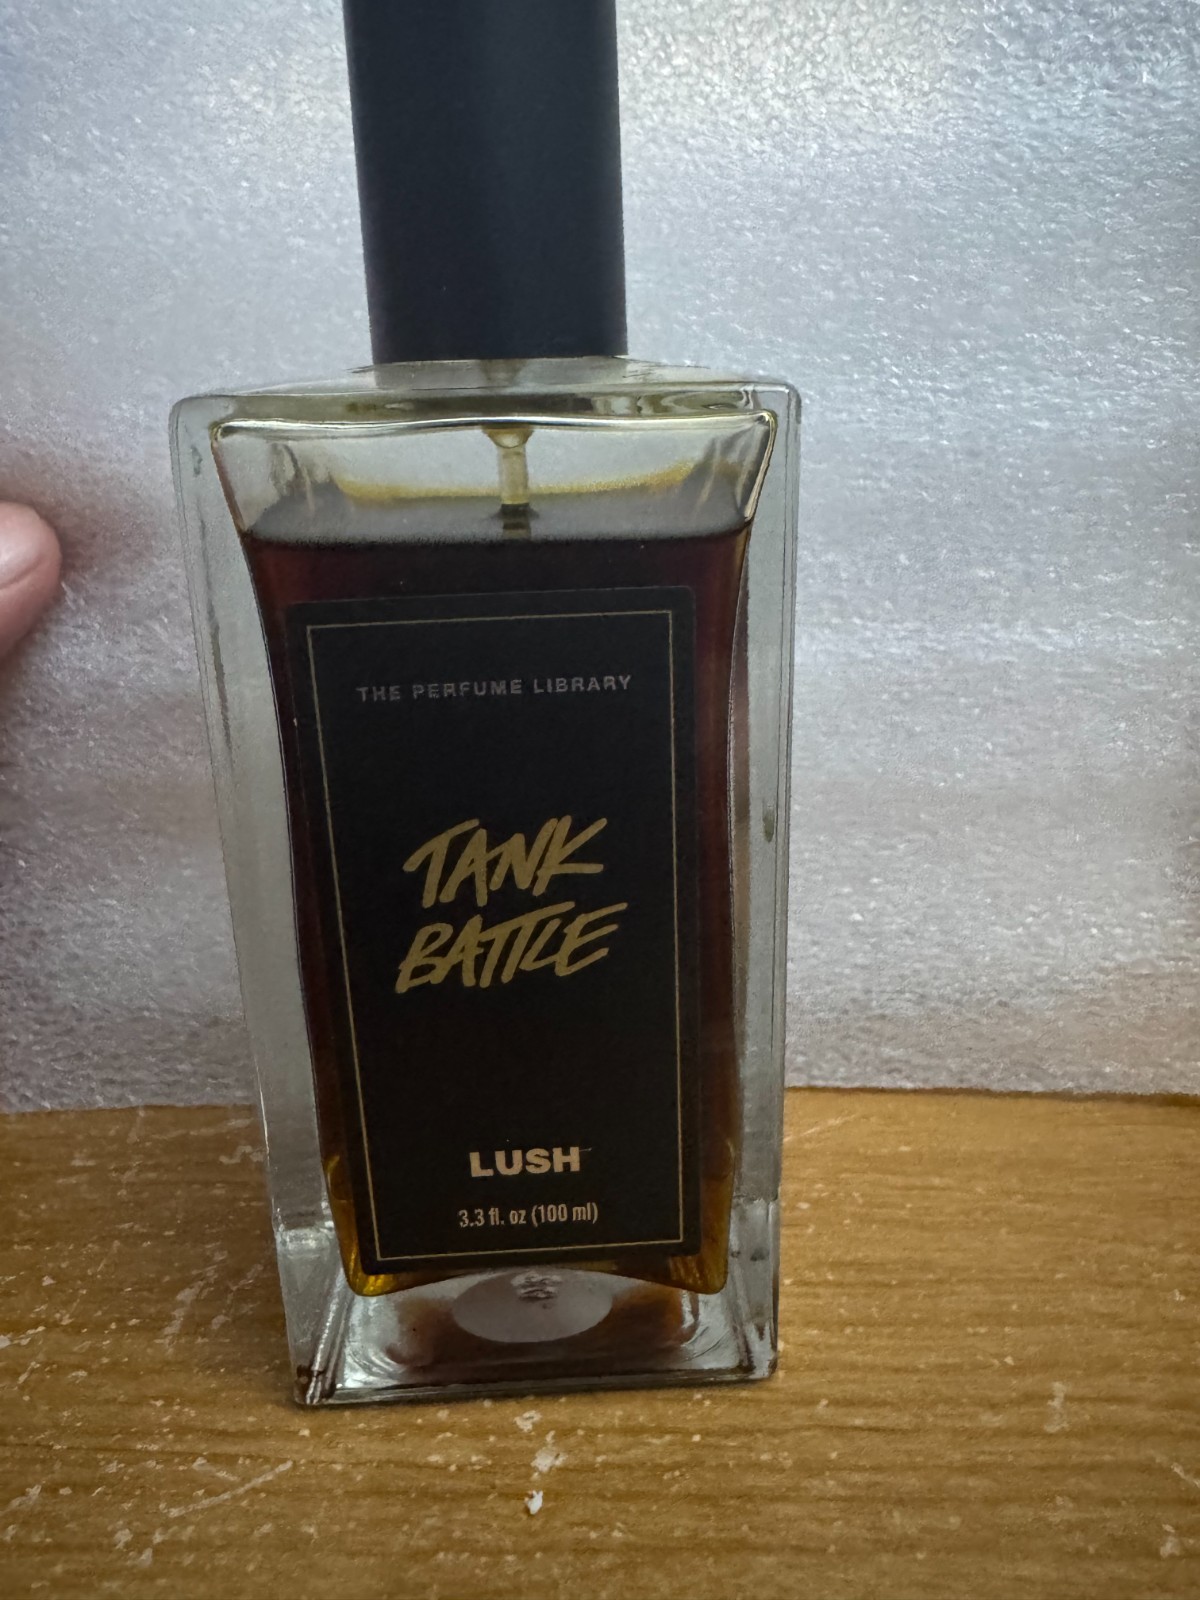 THE PERFUME LIBRARY
TANK
BATTLE
LUSH
3.3 fl. oz (100 ml)